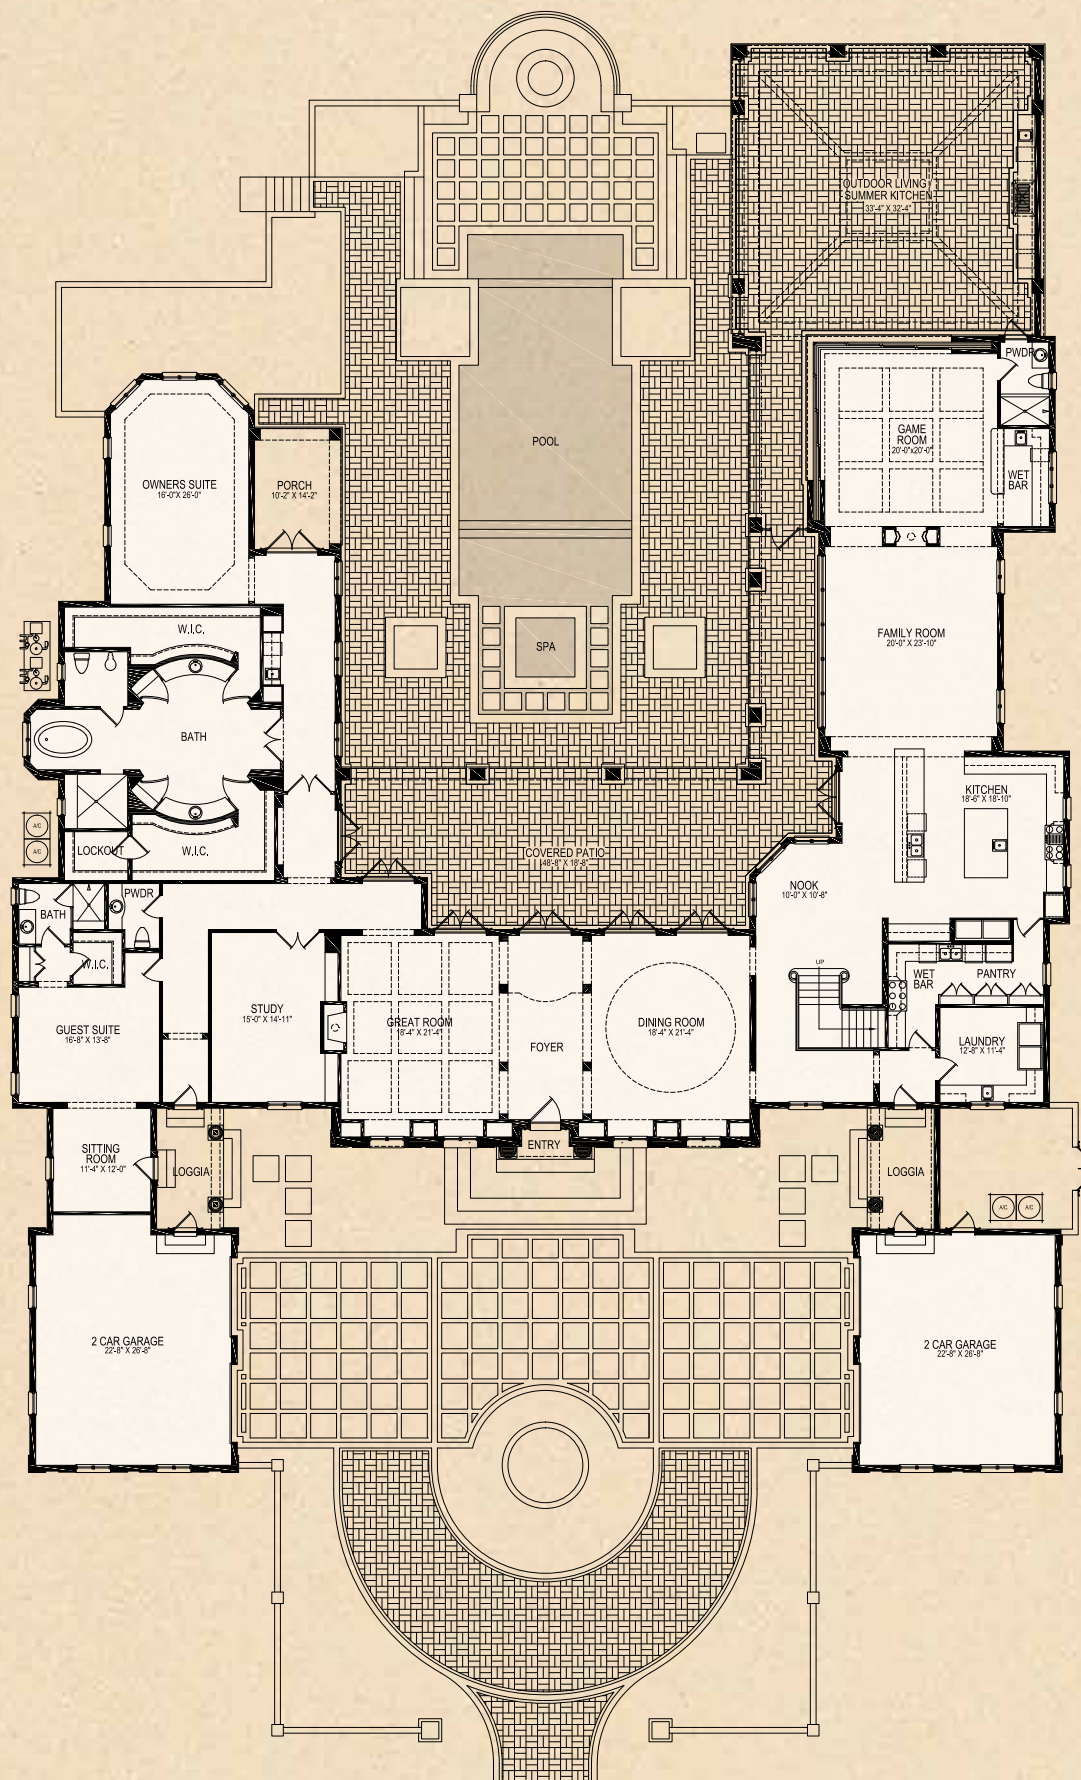 OUTDOOR LIVING/
SUMMER KITCHEN
33'-4" X 32'-4"
PWDR
GAME
ROOM
20'-0"x20'-0"
WET
BAR
POOL
OWNERS SUITE
16'-0"X 26'-0"
PORCH
10'-2" X 14'-2"
W.I.C.
SPA
FAMILY ROOM
20'-0" X 23'-10"
BATH
KITCHEN
18'-6" X 18'-10"
A/C
A/C
LOCKOUT
W.I.C.
COVERED PATIO
48'-8" X 18'-8"
NOOK
10'-0" X 10'-8"
BATH
PWDR
W.I.C.
UP
WET
BAR
PANTRY
STUDY
15'-0" X 14'-11"
GREAT ROOM
18'-4" X 21'-4"
FOYER
DINING ROOM
18'-4" X 21'-4"
GUEST SUITE
16'-8" X 13'-8"
LAUNDRY
12'-8" X 11'-4"
ENTRY
SITTING
ROOM
11'-4" X 12'-0"
LOGGIA
LOGGIA
A/C
A/C
2 CAR GARAGE
22'-8" X 26'-8"
2 CAR GARAGE
22'-8" X 26'-8"